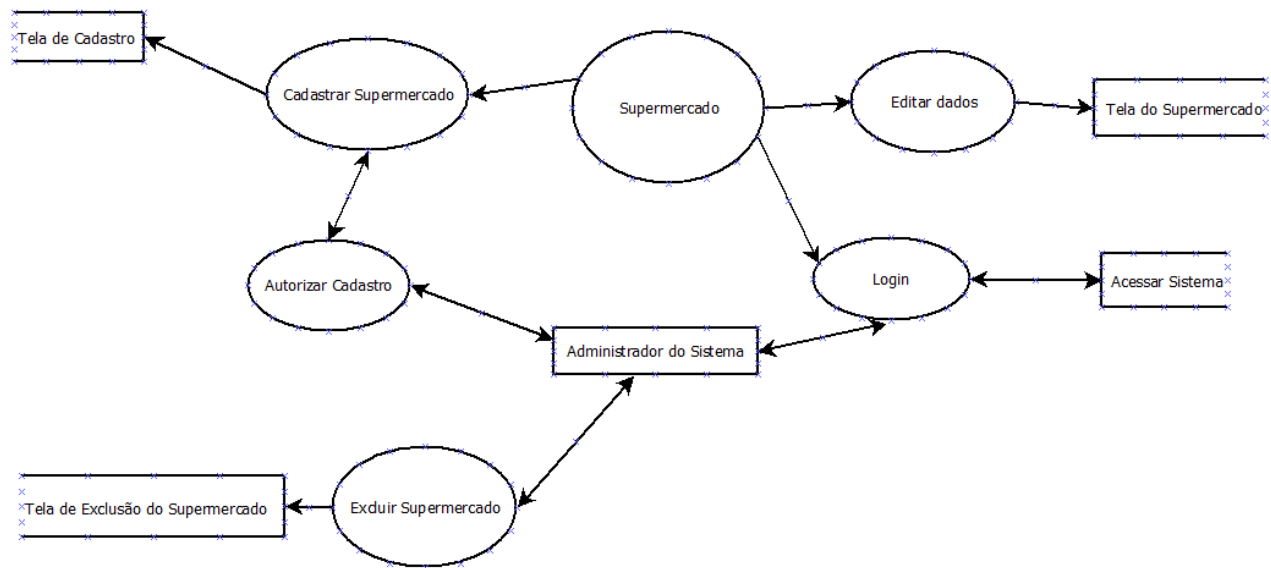 Tela de Cadastro
Cadastrar Supermercado
Supermercado
Editar dados
Tela do Supermercado
Autorizar Cadastro
Login
Acessar Sistema
Administrador do Sistema
Tela de Exclusão do Supermercado
Exduir Supermercado